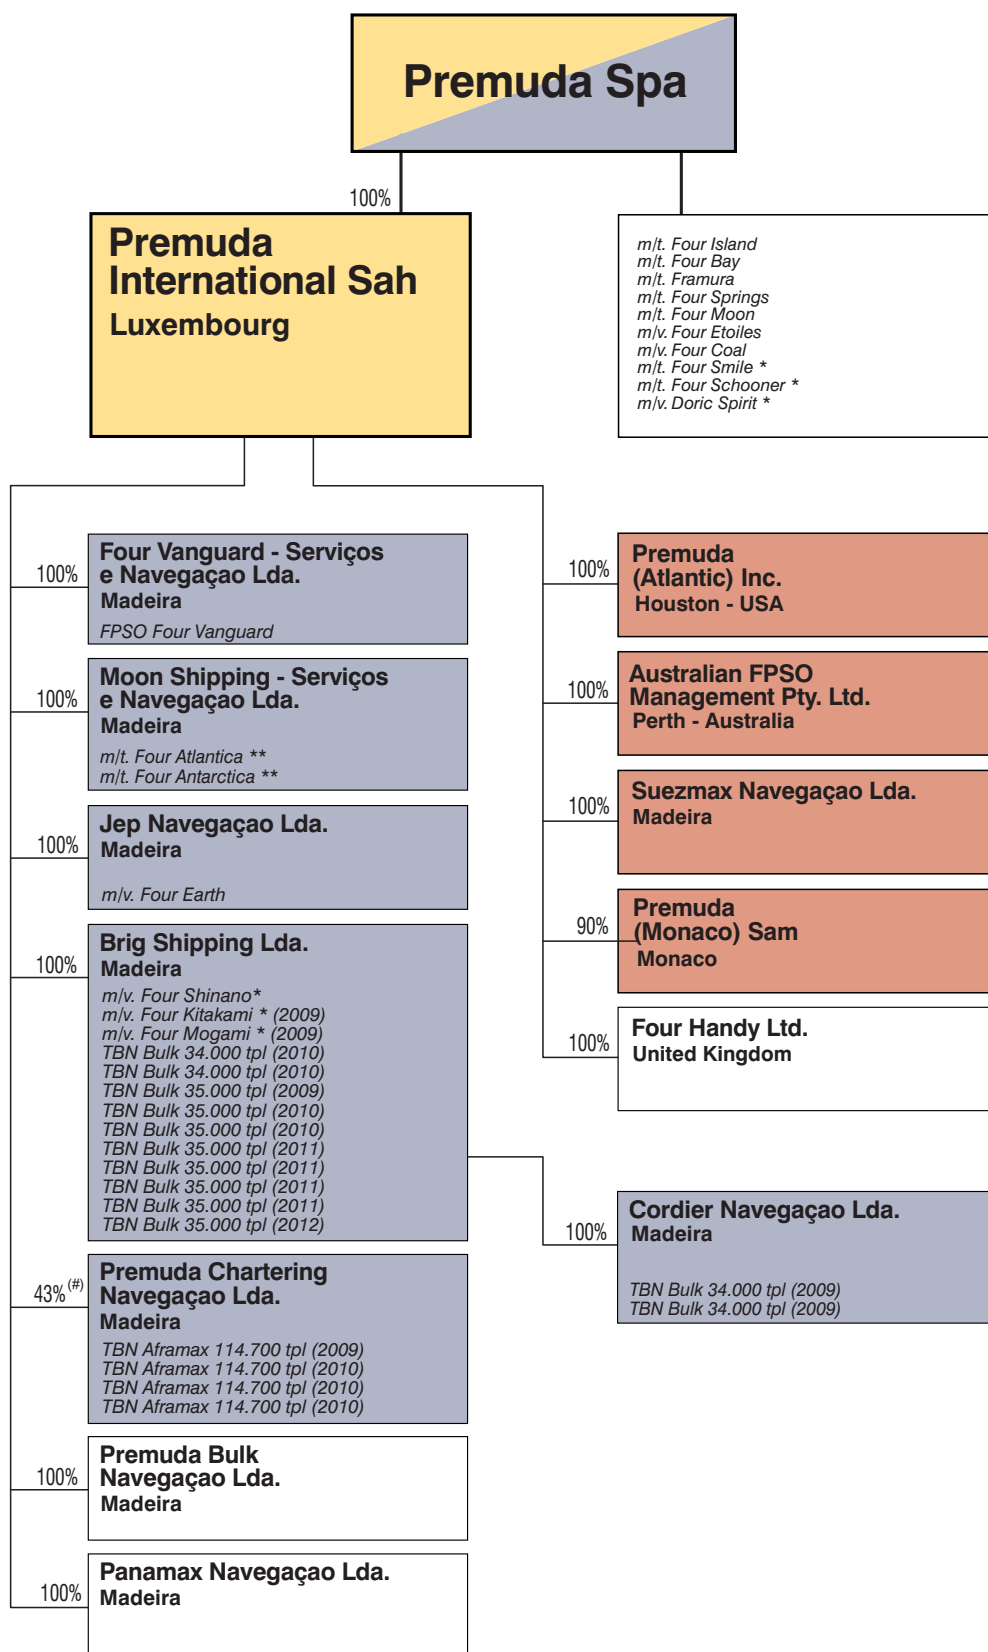 Premuda Spa
100%
Premuda
International Sah
Luxembourg
m/t. Four Island
m/t. Four Bay
m/t. Framura
m/t. Four Springs
m/t. Four Moon
m/v. Four Etoiles
m/v. Four Coal
m/t. Four Smile *
m/t. Four Schooner *
m/v. Doric Spirit *
100%
Four Vanguard - Serviços
e Navegaçao Lda.
Madeira
FPSO Four Vanguard
100%
Moon Shipping - Serviços
e Navegaçao Lda.
Madeira
m/t. Four Atlantica **
m/t. Four Antarctica **
100%
Jep Navegaçao Lda.
Madeira
m/v. Four Earth
100%
Brig Shipping Lda.
Madeira
m/v. Four Shinano*
m/v. Four Kitakami * (2009)
m/v. Four Mogami * (2009)
TBN Bulk 34.000 tpl (2010)
TBN Bulk 34.000 tpl (2010)
TBN Bulk 35.000 tpl (2009)
TBN Bulk 35.000 tpl (2010)
TBN Bulk 35.000 tpl (2010)
TBN Bulk 35.000 tpl (2011)
TBN Bulk 35.000 tpl (2011)
TBN Bulk 35.000 tpl (2011)
TBN Bulk 35.000 tpl (2011)
TBN Bulk 35.000 tpl (2012)
43% (#)
Premuda Chartering
Navegaçao Lda.
Madeira
TBN Aframax 114.700 tpl (2009)
TBN Aframax 114.700 tpl (2010)
TBN Aframax 114.700 tpl (2010)
TBN Aframax 114.700 tpl (2010)
100%
Premuda Bulk
Navegaçao Lda.
Madeira
100%
Panamax Navegaçao Lda.
Madeira
100%
Premuda
(Atlantic) Inc.
Houston - USA
100%
Australian FPSO
Management Pty. Ltd.
Perth - Australia
100%
Suezmax Navegaçao Lda.
Madeira
90%
Premuda
(Monaco) Sam
Monaco
100%
Four Handy Ltd.
United Kingdom
100%
Cordier Navegaçao Lda.
Madeira
TBN Bulk 34.000 tpl (2009)
TBN Bulk 34.000 tpl (2009)